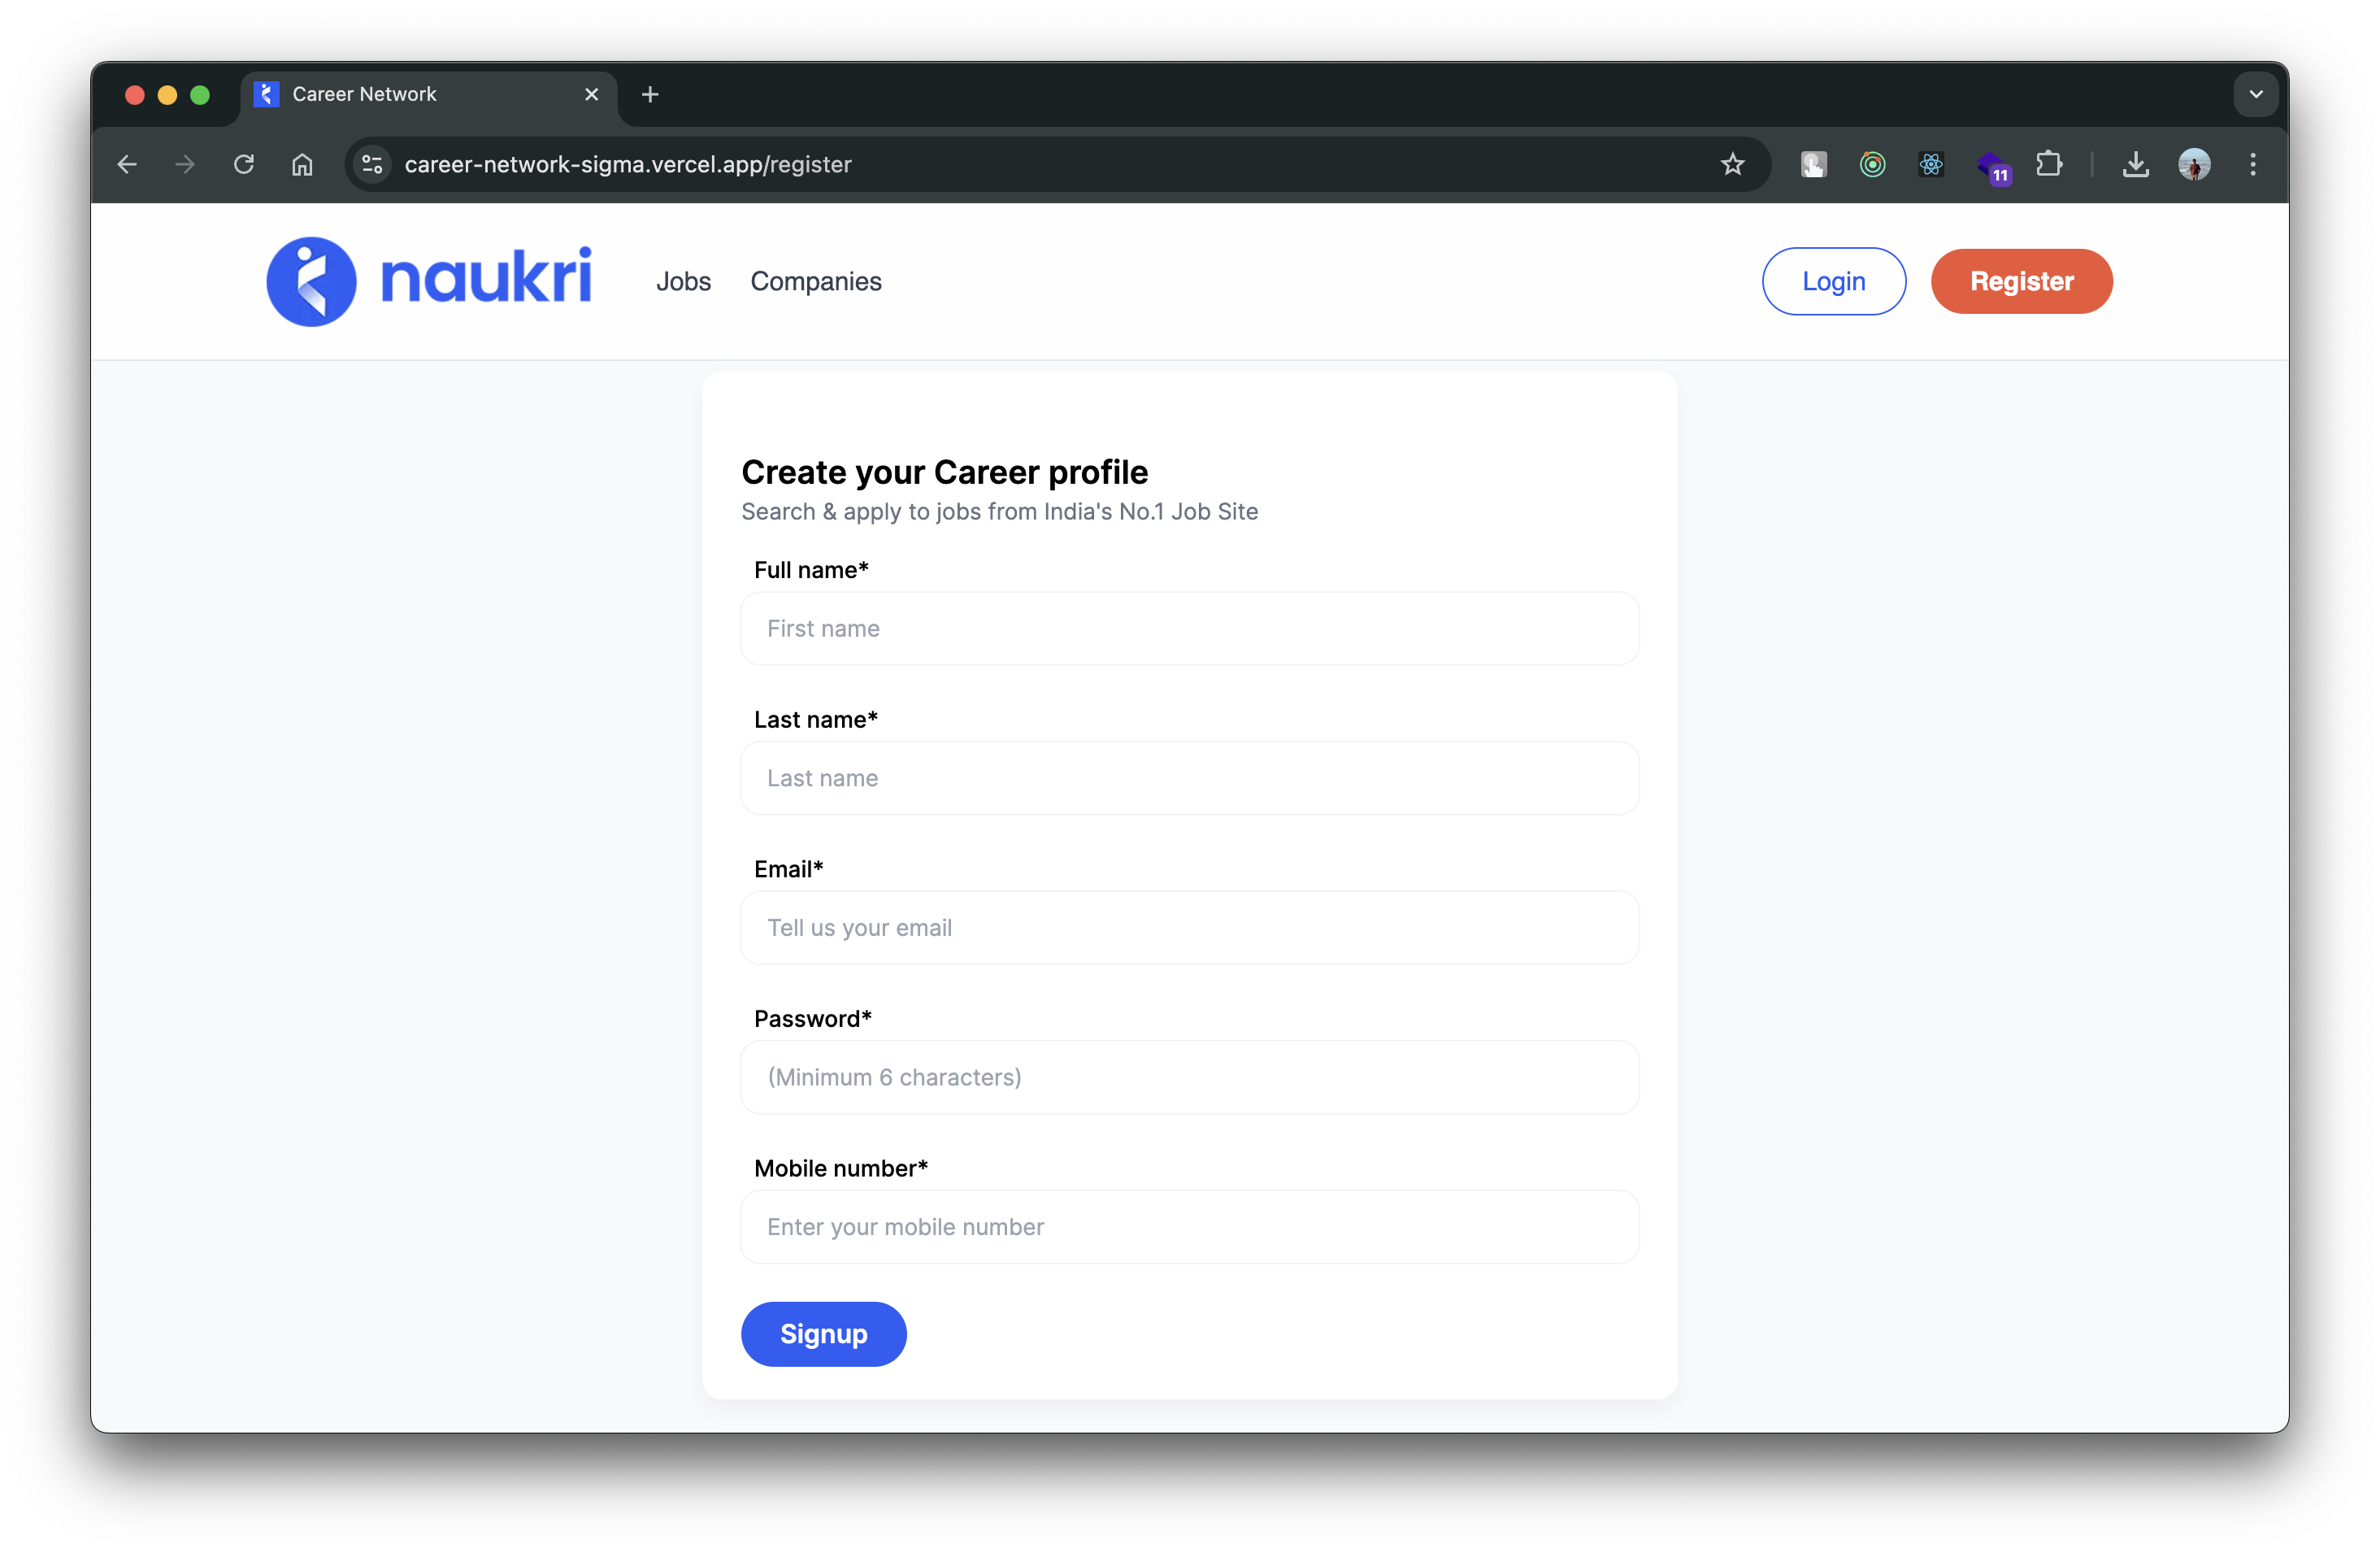 Career Network
career-network-sigma.vercel.app/register
11
naukri
Jobs
Companies
Login
Register
Create your Career profile
Search & apply to jobs from India's No.1 Job Site
Full name*
First name
Last name*
Last name
Email*
Tell us your email
Password*
(Minimum 6 characters)
Mobile number*
Enter your mobile number
Signup